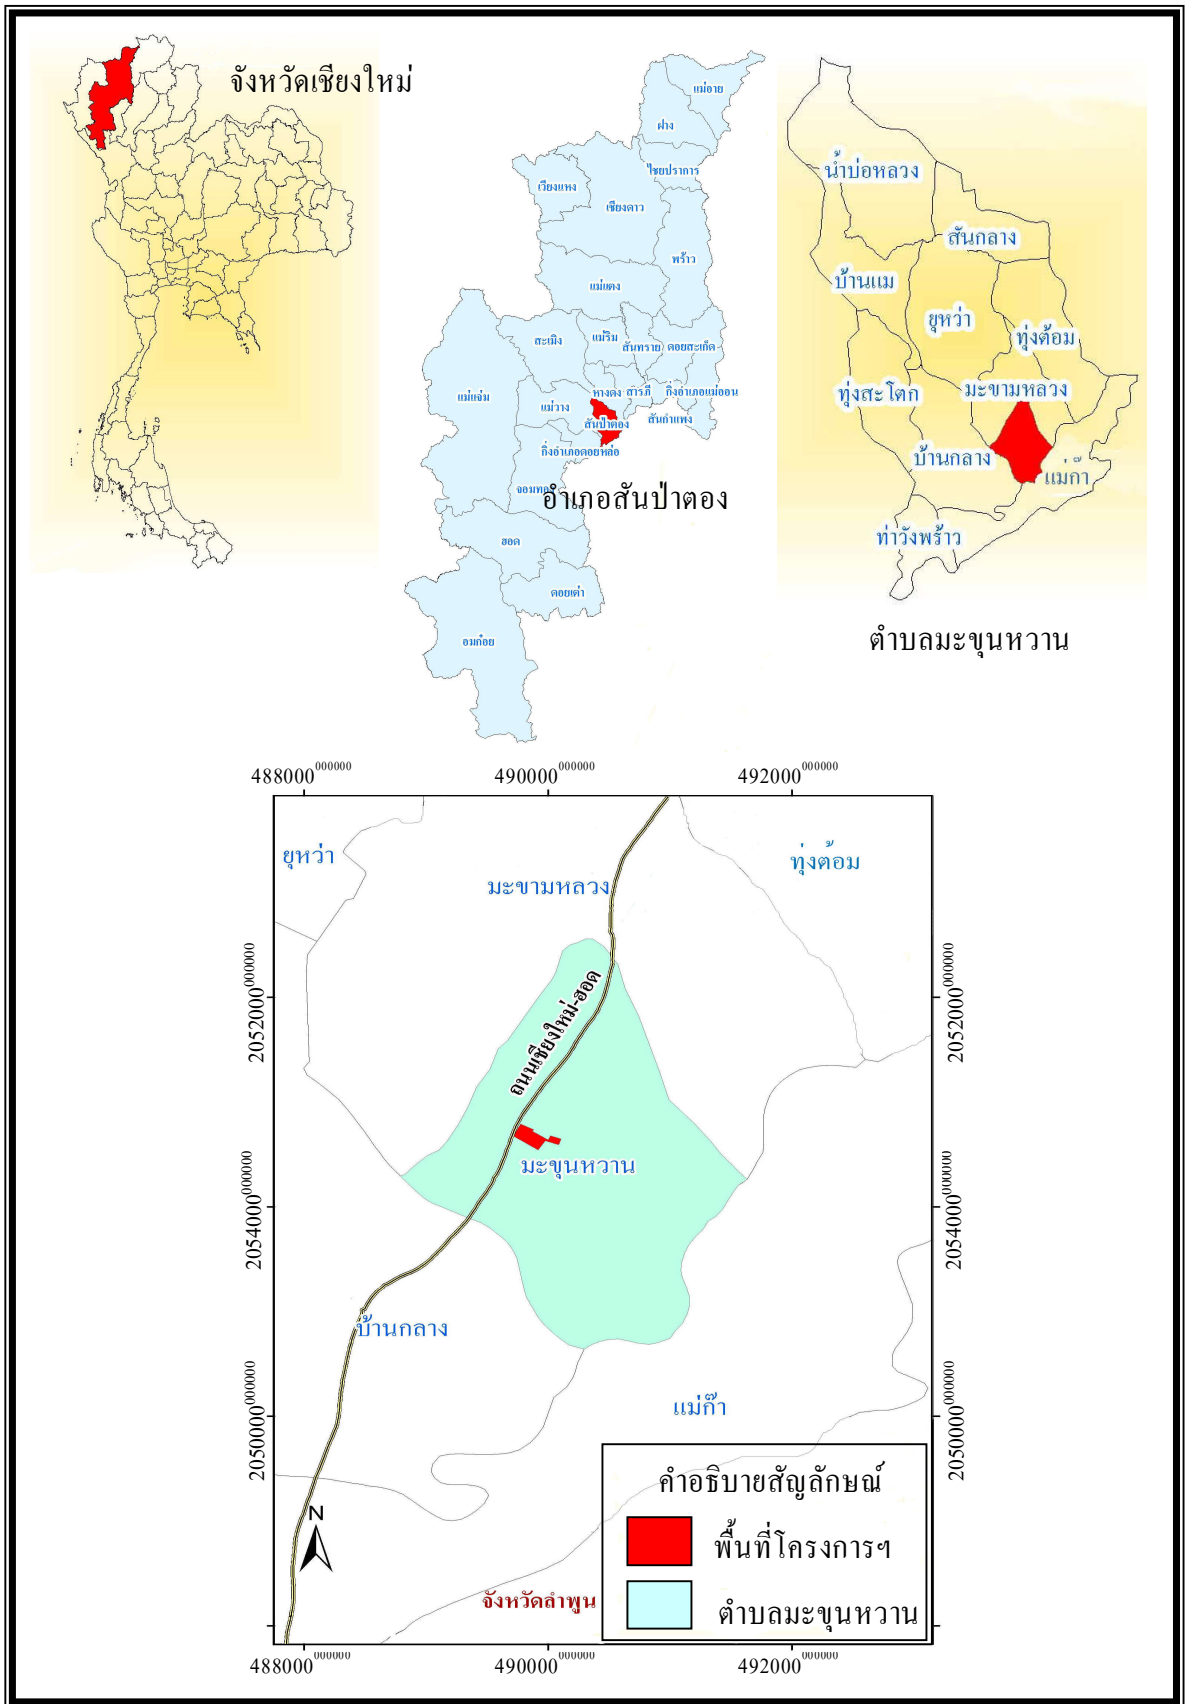 จังหวัดเชียงใหม่
แม่อาย
ฝาง
ไชยปราการ
เวียงแหง
เชียงดาว
พร้าว
แม่แตง
สะเมิง
แม่ริม
สันทราย
ดอยสะเก็ด
แม่แจ่ม
แม่วาง
หางดง
สารภี
กิ่งอำเภอแม่ออน
สันป่าตอง
สันกำแพง
กิ่งอำเภอดอยหล่อ
จอมทอง
อำเภอสันป่าตอง
ฮอด
ดอยเต่า
อมก๋อย
น้ำบ่อหลวง
สันกลาง
บ้านแม
ยุหว่า
ทุ่งต้อม
มะขามหลวง
ทุ่งสะโตก
บ้านกลาง
แม่ก๊า
ท่าวังพร้าว
ตำบลมะขุนหวาน
488000000000
490000000000
492000000000
ยุหว่า
มะขามหลวง
ทุ่งต้อม
2052000000000
2052000000000
ถนนเชียงใหม่-ฮอด
มะขุนหวาน
2054000000000
2054000000000
บ้านกลาง
แม่ก๊า
2050000000000
2050000000000
คำอธิบายสัญลักษณ์
พื้นที่โครงการฯ
ตำบลมะขุนหวาน
N
จังหวัดลำพูน
488000000000
490000000000
492000000000